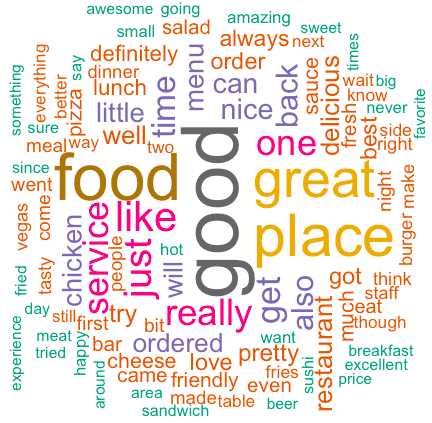 awesome
going
amazing
small
salad
sweet
definitely
always
next
times
something
everything
say
dinner
menu
order
wait
big
better
lunch
can
sauce
know
pizza
time
back
delicious
fresh
never
favorite
little
nice
sure
way
well
two
best
side
meal
good
one
right
since
food
great
night
make
went
like
burger
vegas
come
service
just
people
hot
place
chicken
will
tasty
get
also
got
think
fried
staff
day
still
try
really
restaurant
much
eat
first
bit
though
experience
meat
bar
ordered
want
pretty
breakfast
tried
happy
cheese
love
fries
sushi
excellent
came
friendly
even
price
around
area
made
table
beer
sandwich